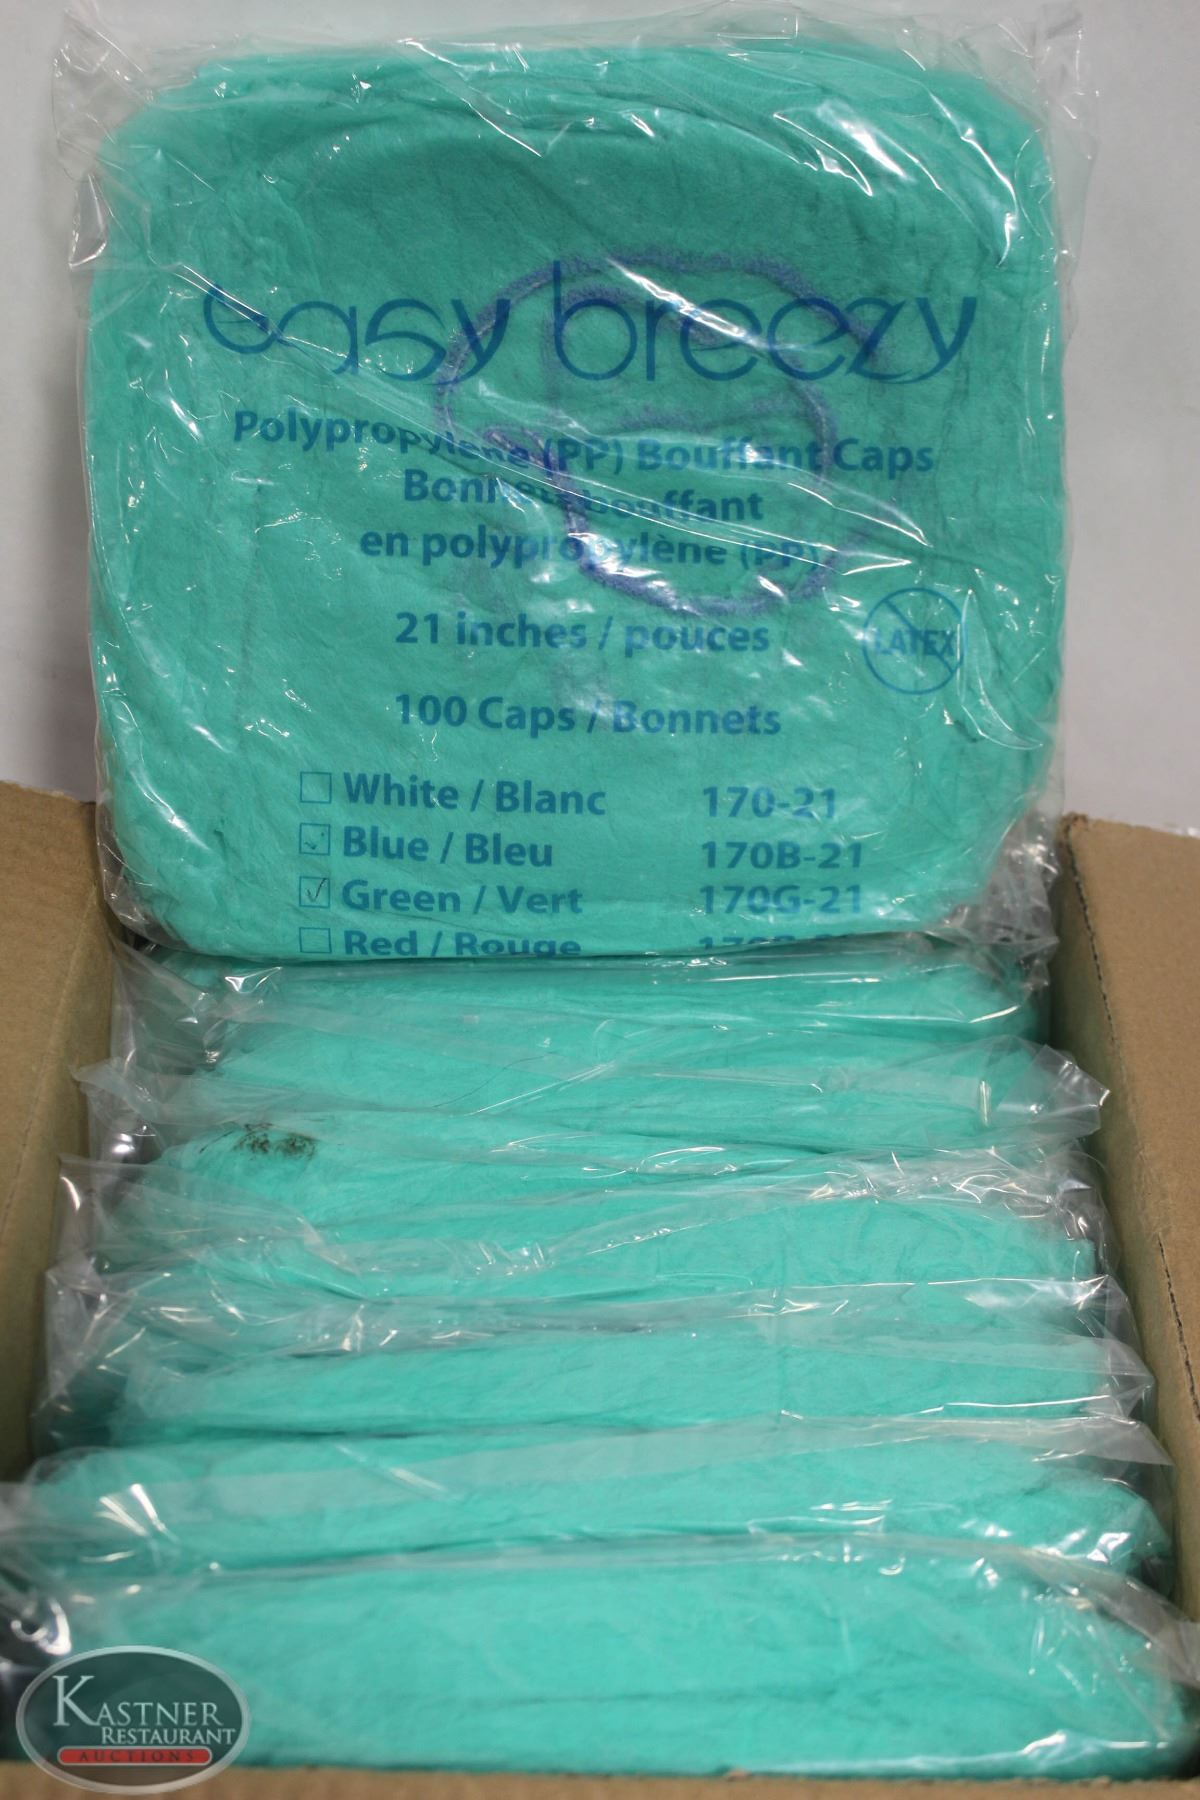 easy breezy
Polypropylene (PP) Bouffant Caps
Bonnets bouffant
en polypropylène (PP)
21 inches / pouces
LATEX
100 Caps / Bonnets
White / Blanc 170-21
Blue / Bleu 170B-21
Green / Vert 170G-21
Red / Rouge
KASTNER
RESTAURANT
AUCTIONS